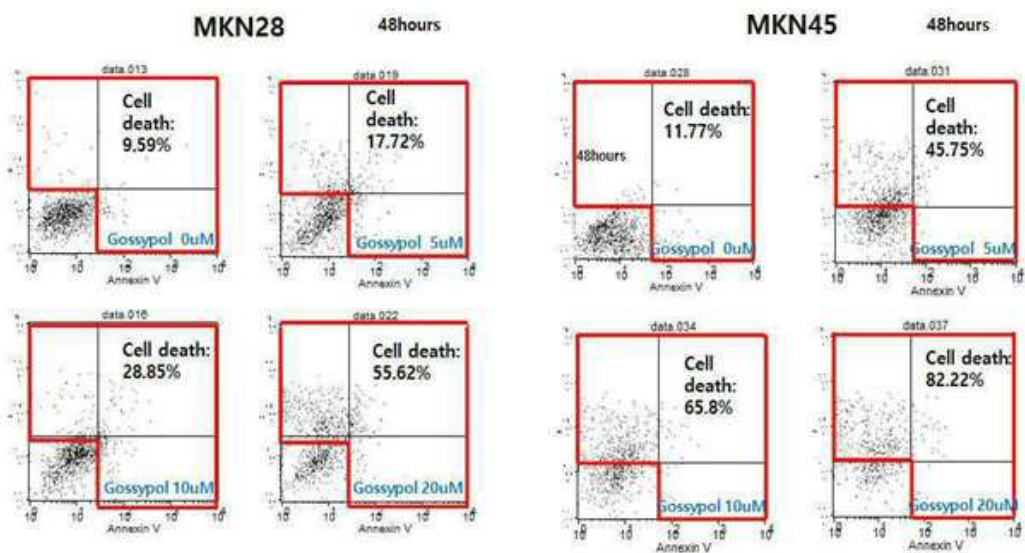 MKN28 48hours
MKN45 48hours
data.013
Cell
death:
9.59%
Gossypol 0uM
Annexin V
data.019
Cell
death:
17.72%
Gossypol 5uM
Annexin V
data.028
Cell death:
11.77%
48hours
Gossypol 0uM
Annexin V
data.031
Cell
death:
45.75%
Gossypol 5uM
Annexin V
data.016
Cell death:
28.85%
Gossypol 10uM
Annexin V
data.022
Cell death:
55.62%
Gossypol 20uM
Annexin V
data.034
Cell
death:
65.8%
Gossypol 10uM
Annexin V
data.037
Cell death:
82.22%
Gossypol 20uM
Annexin V